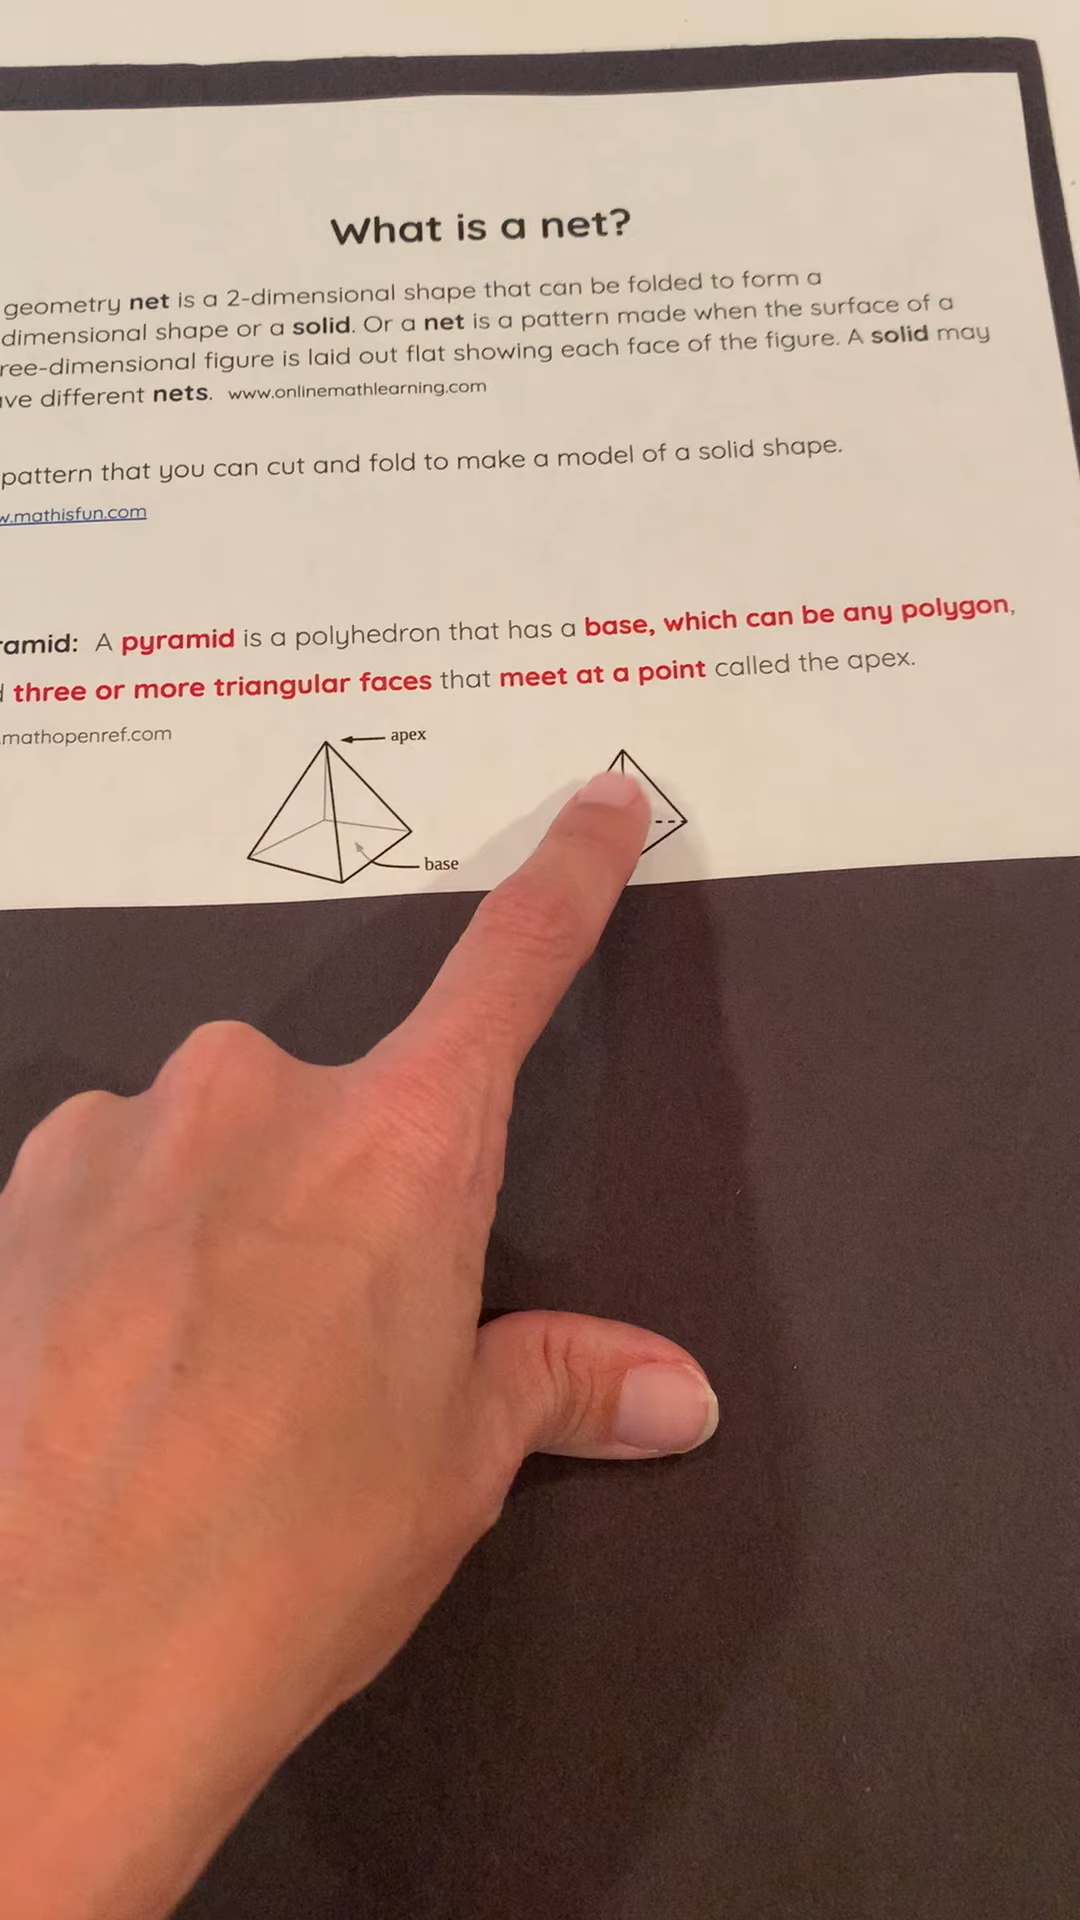 What is a net?
geometry net is a 2-dimensional shape that can be folded to form a
dimensional shape or a solid. Or a net is a pattern made when the surface of a
ree-dimensional figure is laid out flat showing each face of the figure. A solid may
ve different nets. www.onlinemathlearning.com
pattern that you can cut and fold to make a model of a solid shape.
w.mathisfun.com
ramid: A pyramid is a polyhedron that has a base, which can be any polygon,
three or more triangular faces that meet at a point called the apex.
.mathopenref.com
apex
base